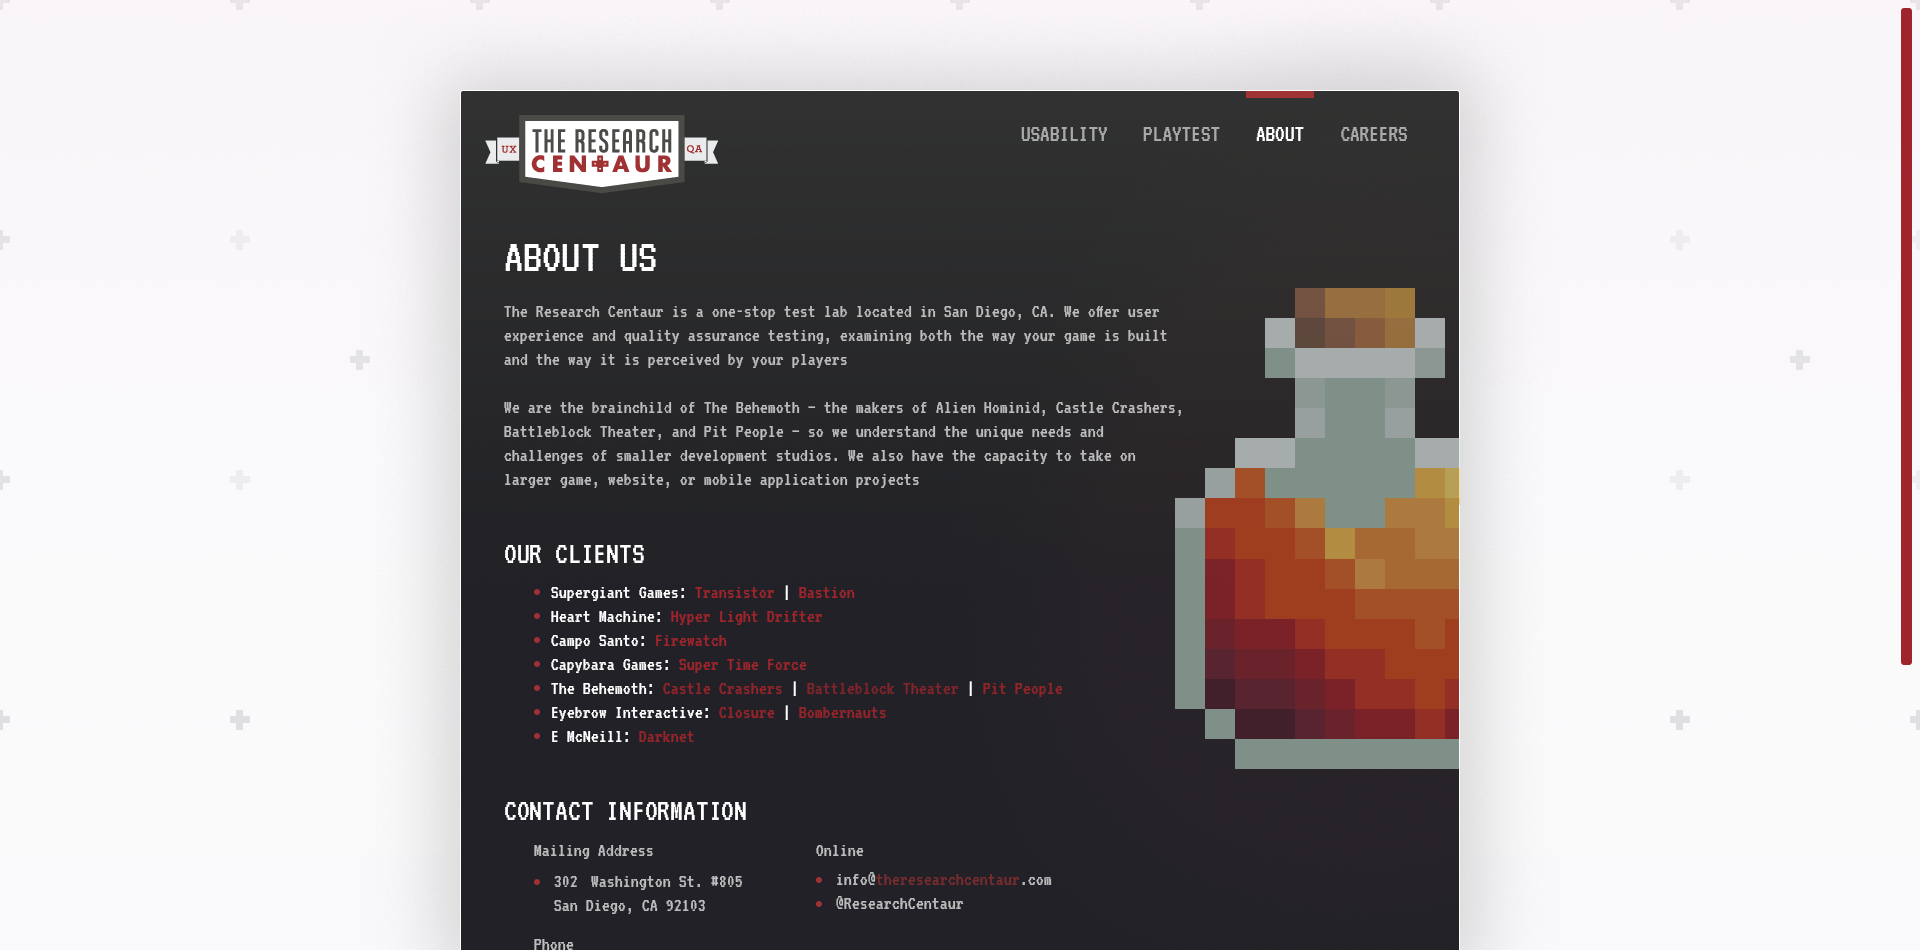 UX THE RESEARCH QA
CENTAUR
USABILITY PLAYTEST ABOUT CAREERS
ABOUT US
The Research Centaur is a one-stop test lab located in San Diego, CA. We offer user
experience and quality assurance testing, examining both the way your game is built
and the way it is perceived by your players
We are the brainchild of The Behemoth – the makers of Alien Hominid, Castle Crashers,
Battleblock Theater, and Pit People – so we understand the unique needs and
challenges of smaller development studios. We also have the capacity to take on
larger game, website, or mobile application projects
OUR CLIENTS
Supergiant Games: Transistor | Bastion
Heart Machine: Hyper Light Drifter
Campo Santo: Firewatch
Capybara Games: Super Time Force
The Behemoth: Castle Crashers | Battleblock Theater | Pit People
Eyebrow Interactive: Closure | Bombernauts
E McNeill: Darknet
CONTACT INFORMATION
Mailing Address
302 Washington St. #805
San Diego, CA 92103
Online
info@theresearchcentaur.com
@ResearchCentaur
Phone